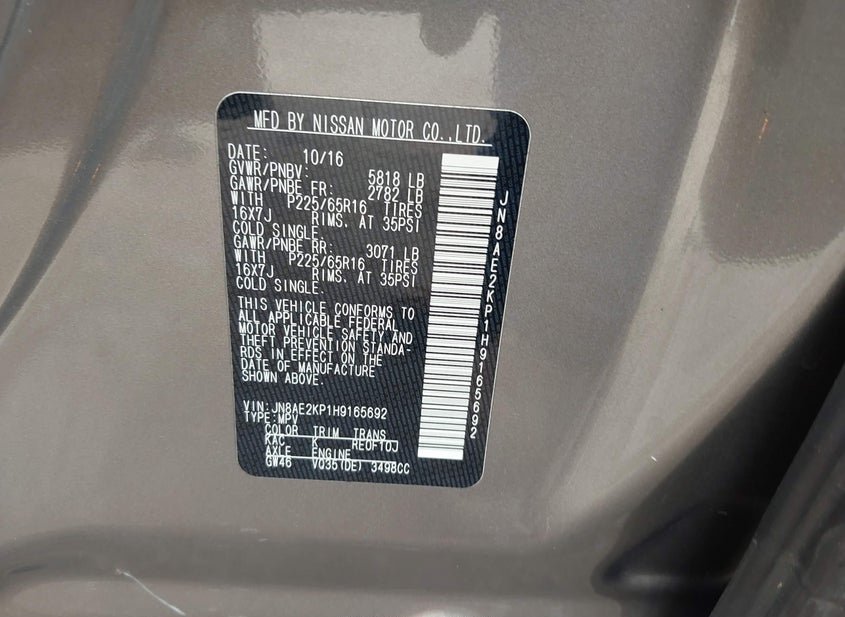 MFD BY NISSAN MOTOR CO.,LTD.
DATE: 10/16
GVWR/PNBV: 5818 LB
GAWR/PNBE FR: 2782 LB
WITH P225/65R16 TIRES
16X7J RIMS. AT 35PSI
COLD SINGLE.
GAWR/PNBE RR: 3071 LB
WITH P225/65R16 TIRES
16X7J RIMS. AT 35PSI
COLD SINGLE.
THIS VEHICLE CONFORMS TO
ALL APPLICABLE FEDERAL
MOTOR VEHICLE SAFETY AND
THEFT PREVENTION STANDA-
RDS IN EFFECT ON THE
DATE OF MANUFACTURE
SHOWN ABOVE.
VIN:JN8AE2KP1H9165692
TYPE:MPV
COLOR TRIM TRANS
KAC K RE0F10J
AXLE ENGINE
GW46 VQ35(DE) 3498CC
JN8AE2KP1H9165692